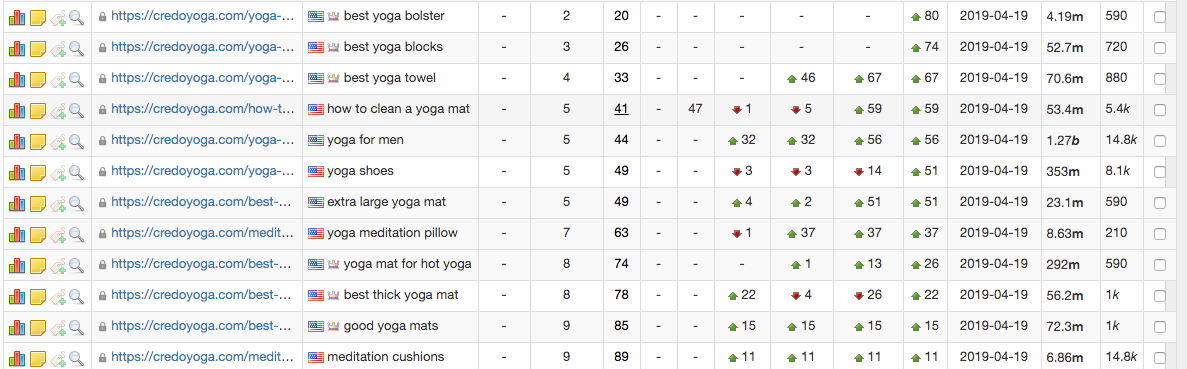 https://credoyoga.com/yoga-... best yoga bolster - 2 20 - - - - - 80 2019-04-19 4.19m 590
https://credoyoga.com/yoga-... best yoga blocks - 3 26 - - - - - 74 2019-04-19 52.7m 720
https://credoyoga.com/yoga-... best yoga towel - 4 33 - - - 46 67 67 2019-04-19 70.6m 880
https://credoyoga.com/how-t... how to clean a yoga mat - 5 41 - 47 1 5 59 59 2019-04-19 53.4m 5.4k
https://credoyoga.com/yoga-... yoga for men - 5 44 - - 32 32 56 56 2019-04-19 1.27b 14.8k
https://credoyoga.com/yoga-... yoga shoes - 5 49 - - 3 3 14 51 2019-04-19 353m 8.1k
https://credoyoga.com/best-... extra large yoga mat - 5 49 - - 4 2 51 51 2019-04-19 23.1m 590
https://credoyoga.com/medit... yoga meditation pillow - 7 63 - - 1 37 37 37 2019-04-19 8.63m 210
https://credoyoga.com/best-... yoga mat for hot yoga - 8 74 - - - 1 13 26 2019-04-19 292m 590
https://credoyoga.com/best-... best thick yoga mat - 8 78 - - 22 4 26 22 2019-04-19 56.2m 1k
https://credoyoga.com/best-... good yoga mats - 9 85 - - 15 15 15 15 2019-04-19 72.3m 1k
https://credoyoga.com/medit... meditation cushions - 9 89 - - 11 11 11 11 2019-04-19 6.86m 14.8k